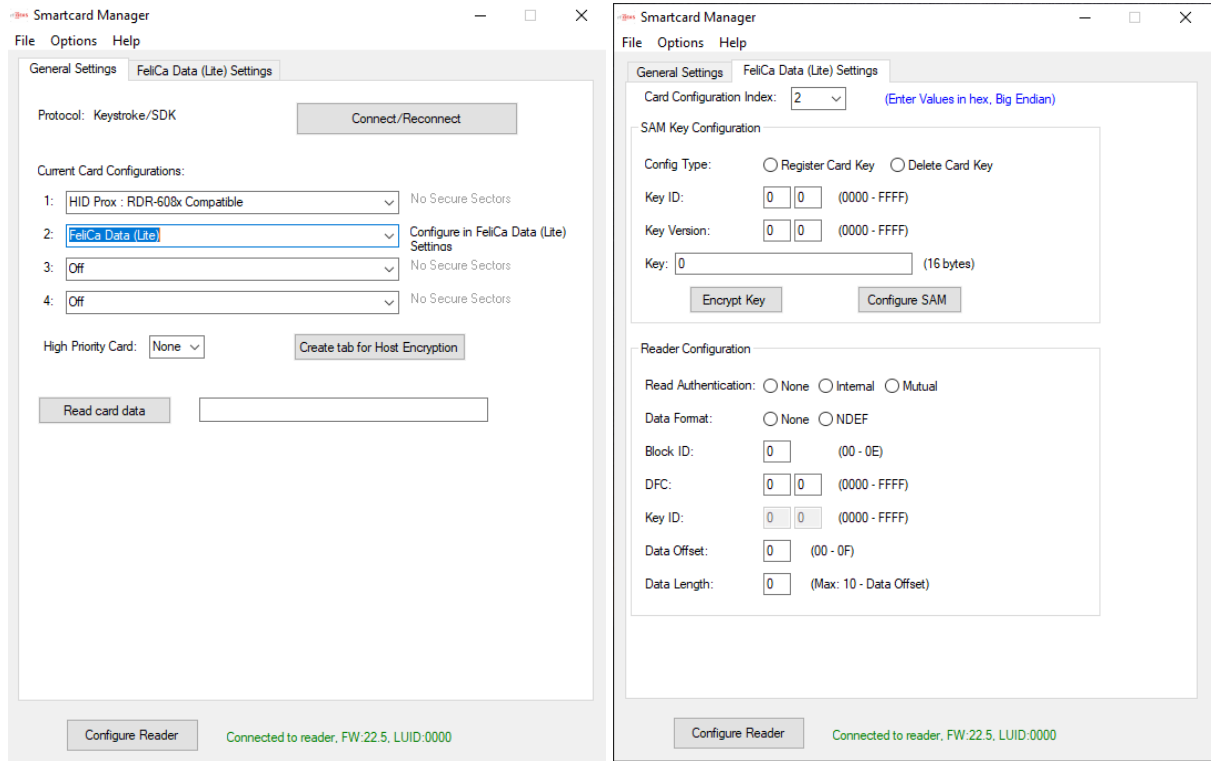 Smartcard Manager
File Options Help
General Settings FeliCa Data (Lite) Settings
Protocol: Keystroke/SDK Connect/Reconnect
Current Card Configurations:
1: HID Prox : RDR-608x Compatible No Secure Sectors
2: FeliCa Data (Lite) Configure in FeliCa Data (Lite)
Settings
3: Off No Secure Sectors
4: Off No Secure Sectors
High Priority Card: None Create tab for Host Encryption
Read card data
Configure Reader Connected to reader, FW:22.5, LUID:0000
Smartcard Manager
File Options Help
General Settings FeliCa Data (Lite) Settings
Card Configuration Index: 2 (Enter Values in hex, Big Endian)
SAM Key Configuration
Config Type: Register Card Key Delete Card Key
Key ID: 0 0 (0000 - FFFF)
Key Version: 0 0 (0000 - FFFF)
Key: 0 (16 bytes)
Encrypt Key Configure SAM
Reader Configuration
Read Authentication: None Internal Mutual
Data Format: None NDEF
Block ID: 0 (00 - 0E)
DFC: 0 0 (0000 - FFFF)
Key ID: 0 0 (0000 - FFFF)
Data Offset: 0 (00 - 0F)
Data Length: 0 (Max: 10 - Data Offset)
Configure Reader Connected to reader, FW:22.5, LUID:0000